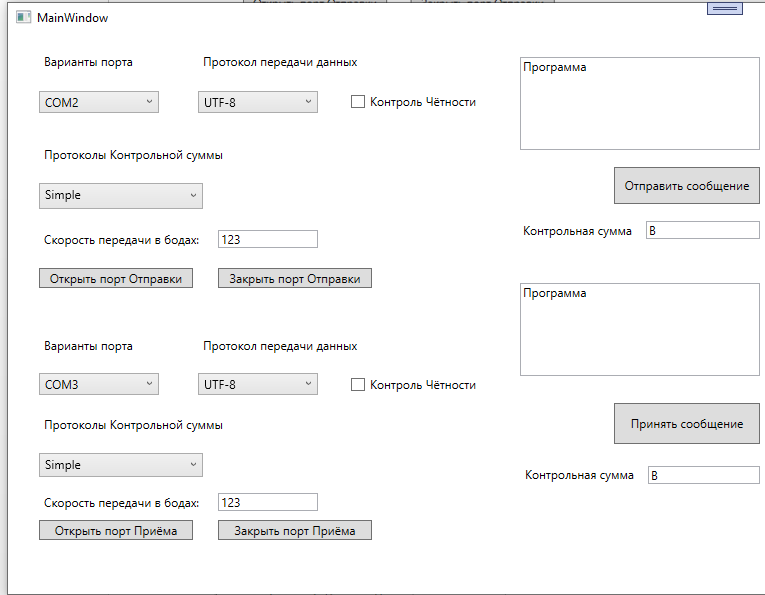 MainWindow
Варианты порта
Протокол передачи данных
COM2
UTF-8
Контроль Чётности
Программа
Протоколы Контрольной суммы
Simple
Отправить сообщение
Скорость передачи в бодах:
123
Контрольная сумма
B
Открыть порт Отправки
Закрыть порт Отправки
Программа
Варианты порта
Протокол передачи данных
COM3
UTF-8
Контроль Чётности
Протоколы Контрольной суммы
Принять сообщение
Simple
Контрольная сумма
B
Скорость передачи в бодах:
123
Открыть порт Приёма
Закрыть порт Приёма